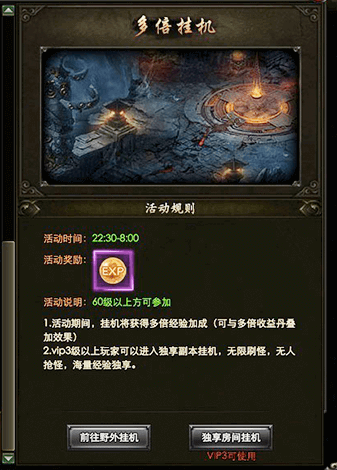 多倍挂机
活动规则
活动时间：22:30-8:00
活动奖励：
EXP
活动说明：60级以上方可参加
1.活动期间，挂机将获得多倍经验加成（可与多倍收益丹叠
加效果）
2.vip3级以上玩家可以进入独享副本挂机，无限刷怪，无人
抢怪，海量经验独享。
前往野外挂机
独享房间挂机
VIP3可使用